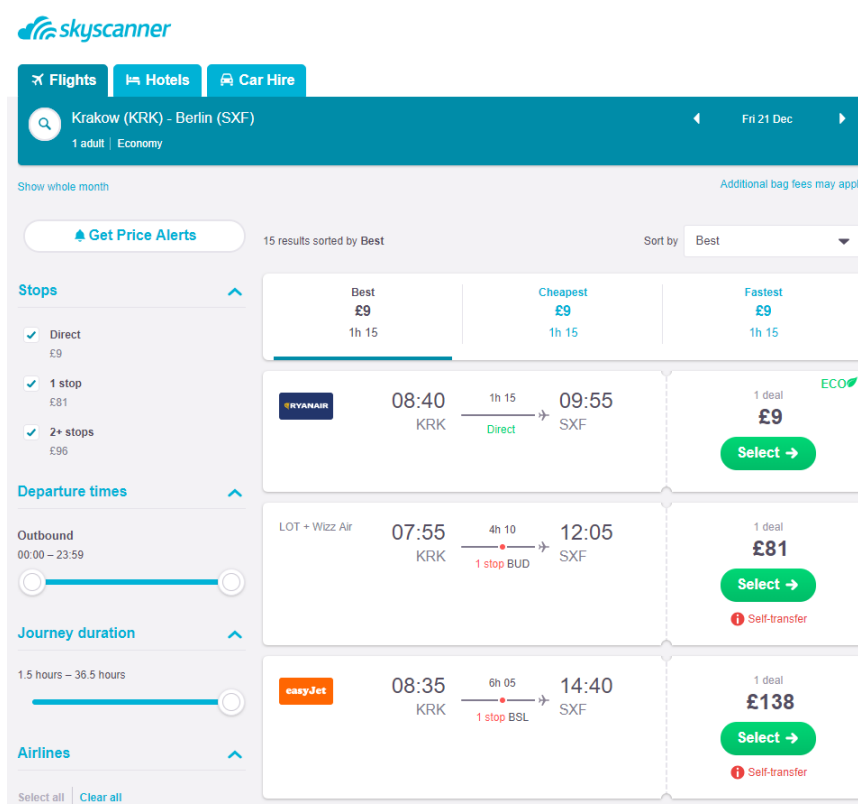 skyscanner
Flights
Hotels
Car Hire
Krakow (KRK) - Berlin (SXF)
1 adult | Economy
Fri 21 Dec
Show whole month
Additional bag fees may appl
Get Price Alerts
15 results sorted by Best
Sort by
Best
Stops
Direct
£9
1 stop
£81
2+ stops
£96
Departure times
Outbound
00:00 – 23:59
Journey duration
1.5 hours – 36.5 hours
Airlines
Select all | Clear all
Best
£9
1h 15
Cheapest
£9
1h 15
Fastest
£9
1h 15
RYANAIR
08:40
KRK
1h 15
Direct
09:55
SXF
ECO
1 deal
£9
Select
LOT + Wizz Air
07:55
KRK
4h 10
1 stop BUD
12:05
SXF
1 deal
£81
Select
Self-transfer
easyJet
08:35
KRK
6h 05
1 stop BSL
14:40
SXF
1 deal
£138
Select
Self-transfer